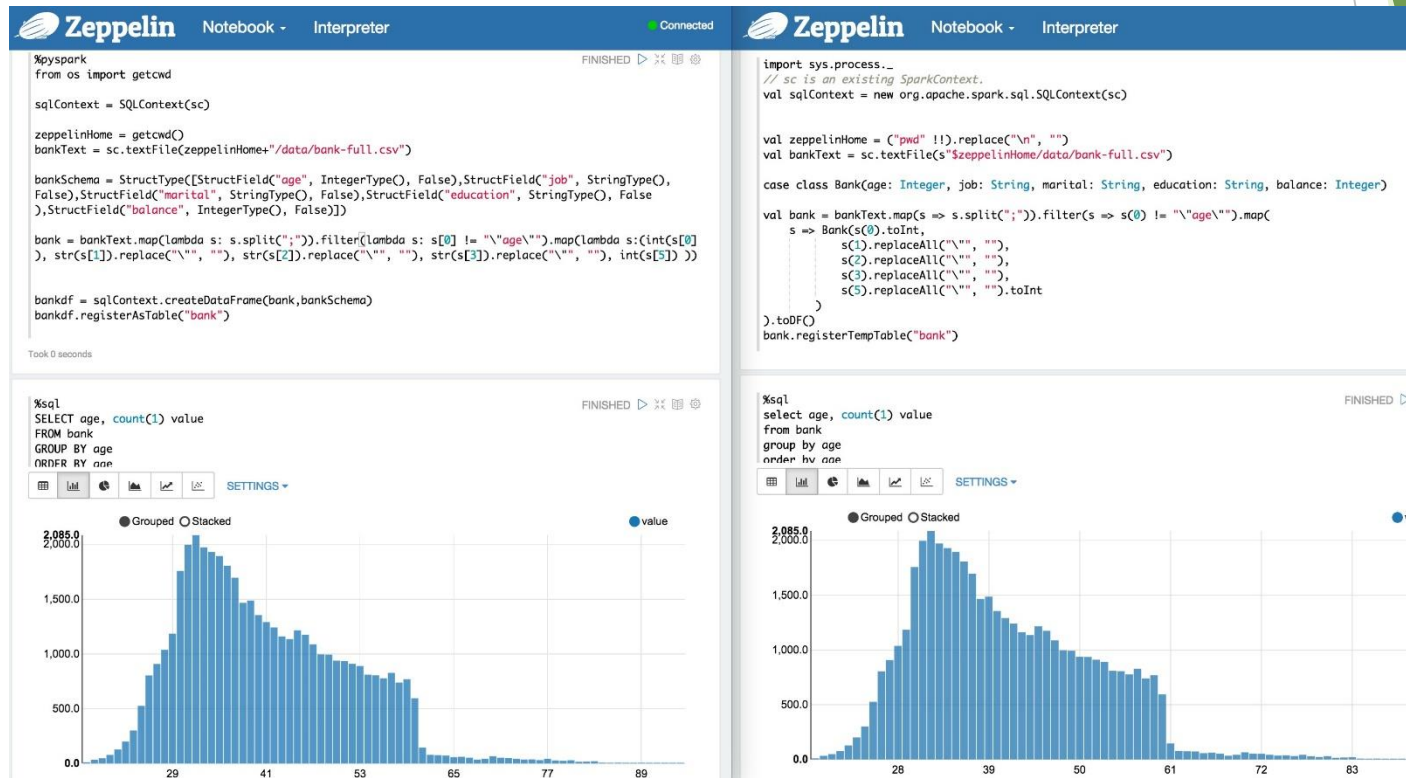 Zeppelin Notebook Interpreter Connected
%pyspark FINISHED
from os import getcwd
sqlContext = SQLContext(sc)
zeppelinHome = getcwd()
bankText = sc.textFile(zeppelinHome+"/data/bank-full.csv")
bankSchema = StructType([StructField("age", IntegerType(), False),StructField("job", StringType(),
False),StructField("marital", StringType(), False),StructField("education", StringType(), False
),StructField("balance", IntegerType(), False)])
bank = bankText.map(lambda s: s.split(";")).filter(lambda s: s[0] != "\"age\"").map(lambda s:(int(s[0]
), str(s[1]).replace("\"", ""), str(s[2]).replace("\"", ""), str(s[3]).replace("\"", ""), int(s[5]) ))
bankdf = sqlContext.createDataFrame(bank,bankSchema)
bankdf.registerAsTable("bank")
Took 0 seconds
%sql FINISHED
SELECT age, count(1) value
FROM bank
GROUP BY age
ORDER BY age
SETTINGS
Grouped Stacked value
2,085.0
2,000.0
1,500.0
1,000.0
500.0
0.0
29 41 53 65 77 89
Zeppelin Notebook Interpreter
import sys.process._
// sc is an existing SparkContext.
val sqlContext = new org.apache.spark.sql.SQLContext(sc)
val zeppelinHome = ("pwd" !!).replace("\n", "")
val bankText = sc.textFile(s"$zeppelinHome/data/bank-full.csv")
case class Bank(age: Integer, job: String, marital: String, education: String, balance: Integer)
val bank = bankText.map(s => s.split(";")).filter(s => s(0) != "\"age\"").map(
s => Bank(s(0).toInt,
s(1).replaceAll("\"", ""),
s(2).replaceAll("\"", ""),
s(3).replaceAll("\"", ""),
s(5).replaceAll("\"", "").toInt
)
).toDF()
bank.registerTempTable("bank")
%sql FINISHED
select age, count(1) value
from bank
group by age
order by age
SETTINGS
Grouped Stacked
2,085.0
2,000.0
1,500.0
1,000.0
500.0
0.0
28 39 50 61 72 83